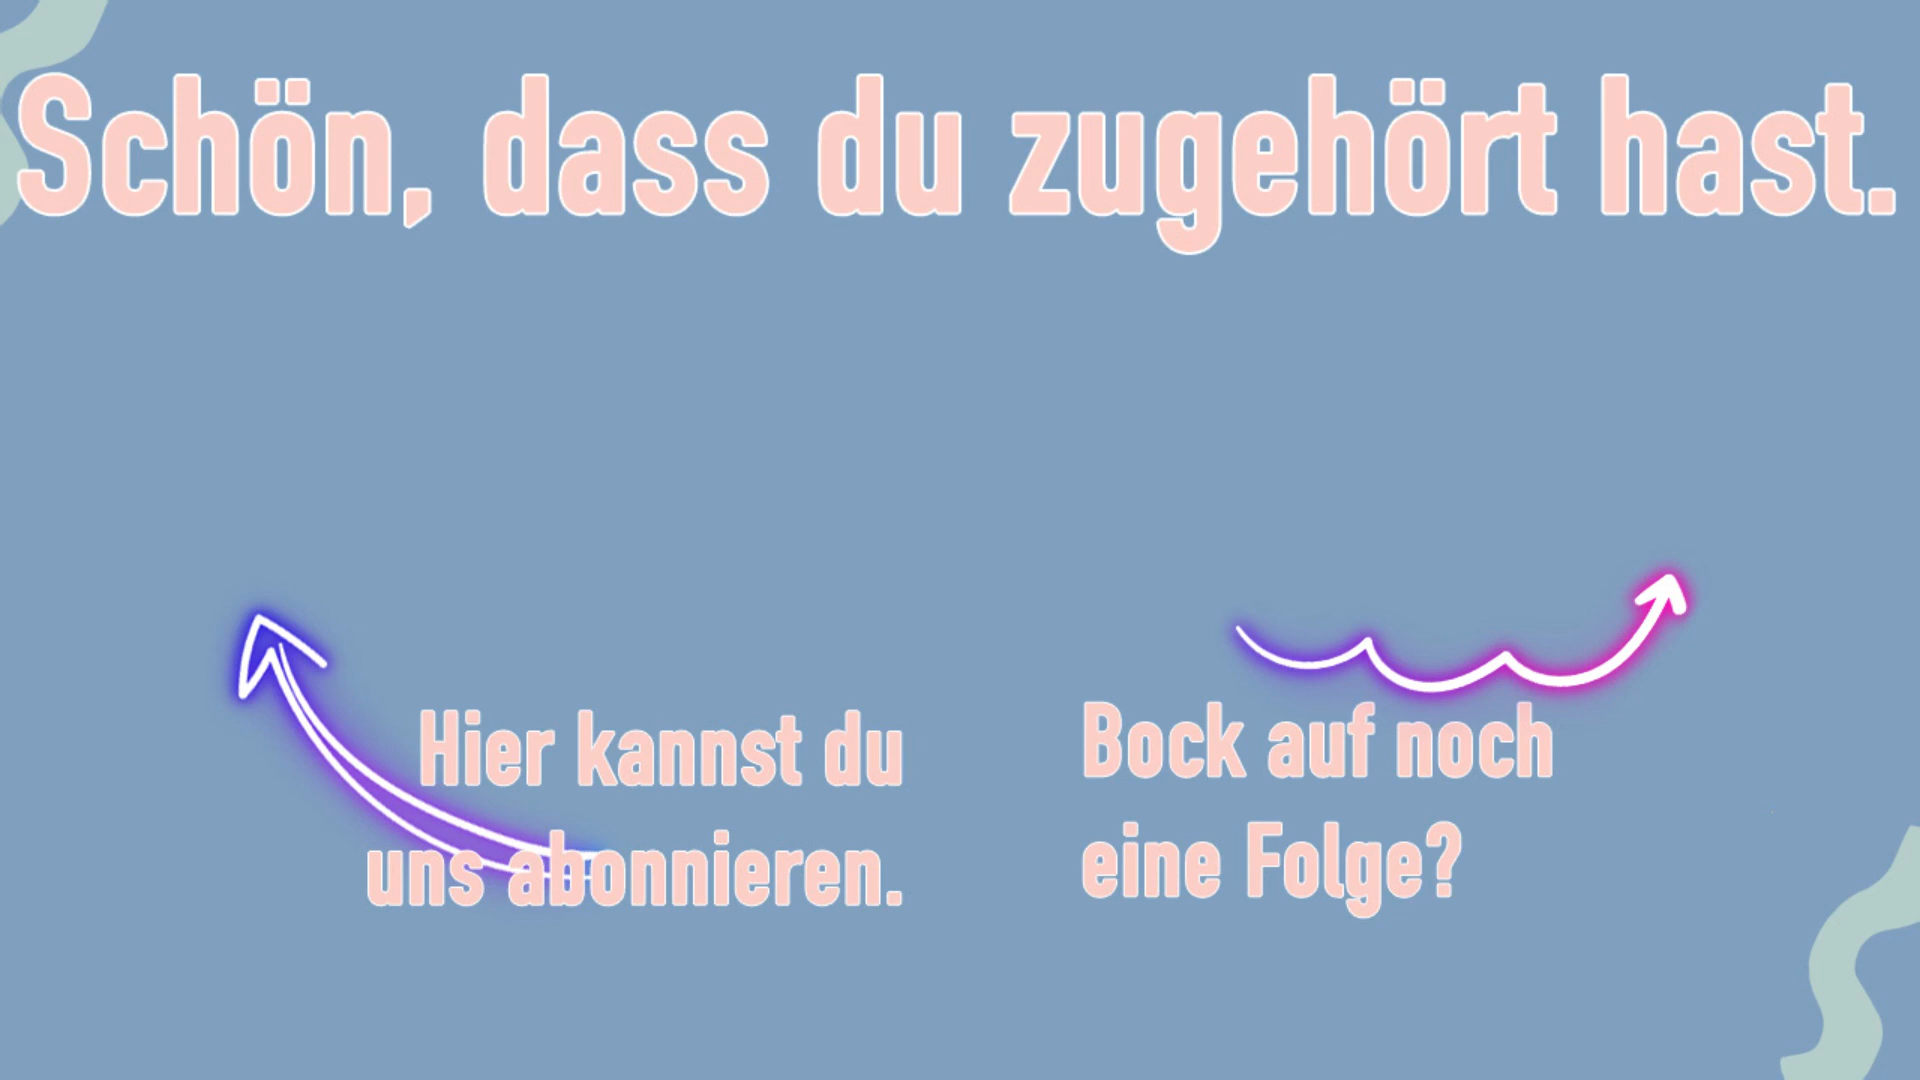 Schön, dass du zugehört hast.
Hier kannst du
uns abonnieren.
Bock auf noch
eine Folge?